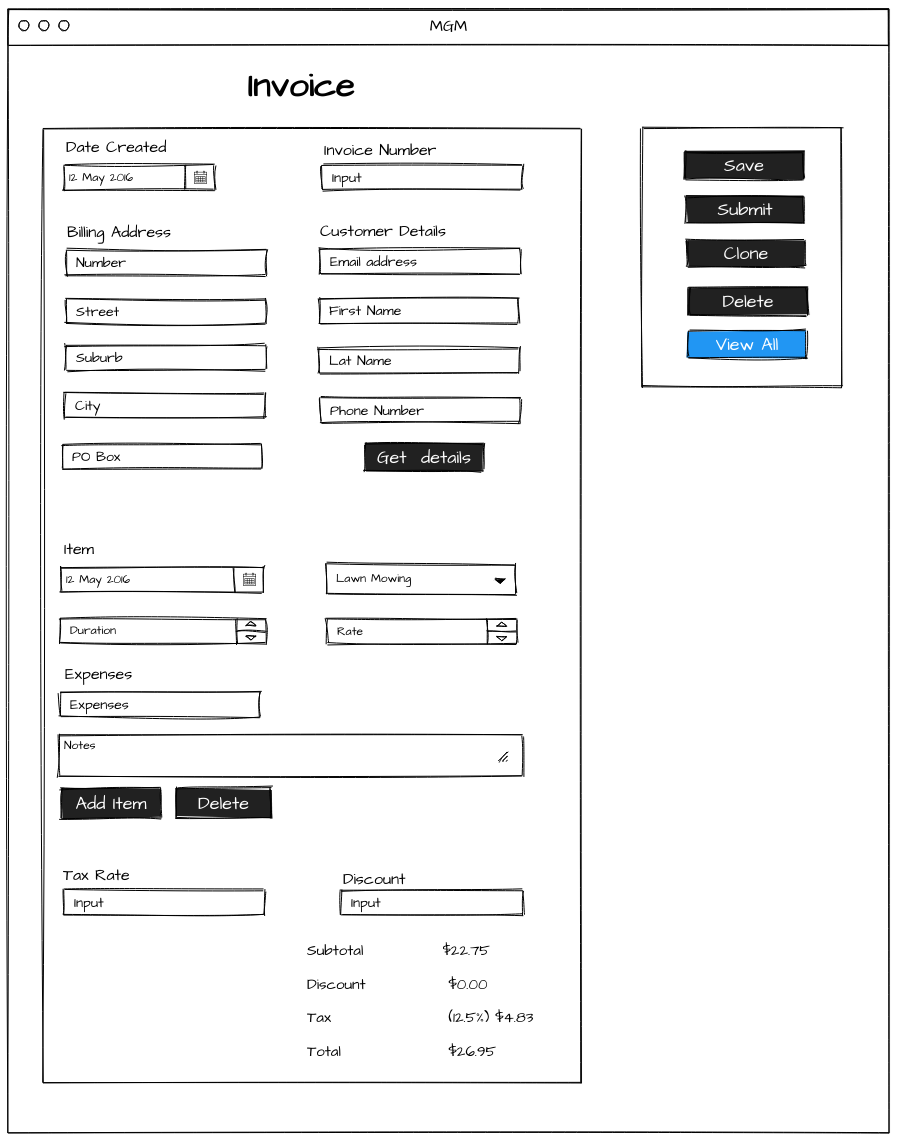 MGM
Invoice
Date Created
Invoice Number
12 May 2016
Input
Billing Address
Customer Details
Number
Email address
Street
First Name
Suburb
Lat Name
City
Phone Number
PO Box
Get details
Item
12 May 2016
Lawn Mowing
Duration
Rate
Expenses
Expenses
Notes
Add Item
Delete
Tax Rate
Discount
Input
Input
Subtotal $22.75
Discount $0.00
Tax (12.5%) $4.83
Total $26.95
Save
Submit
Clone
Delete
View All